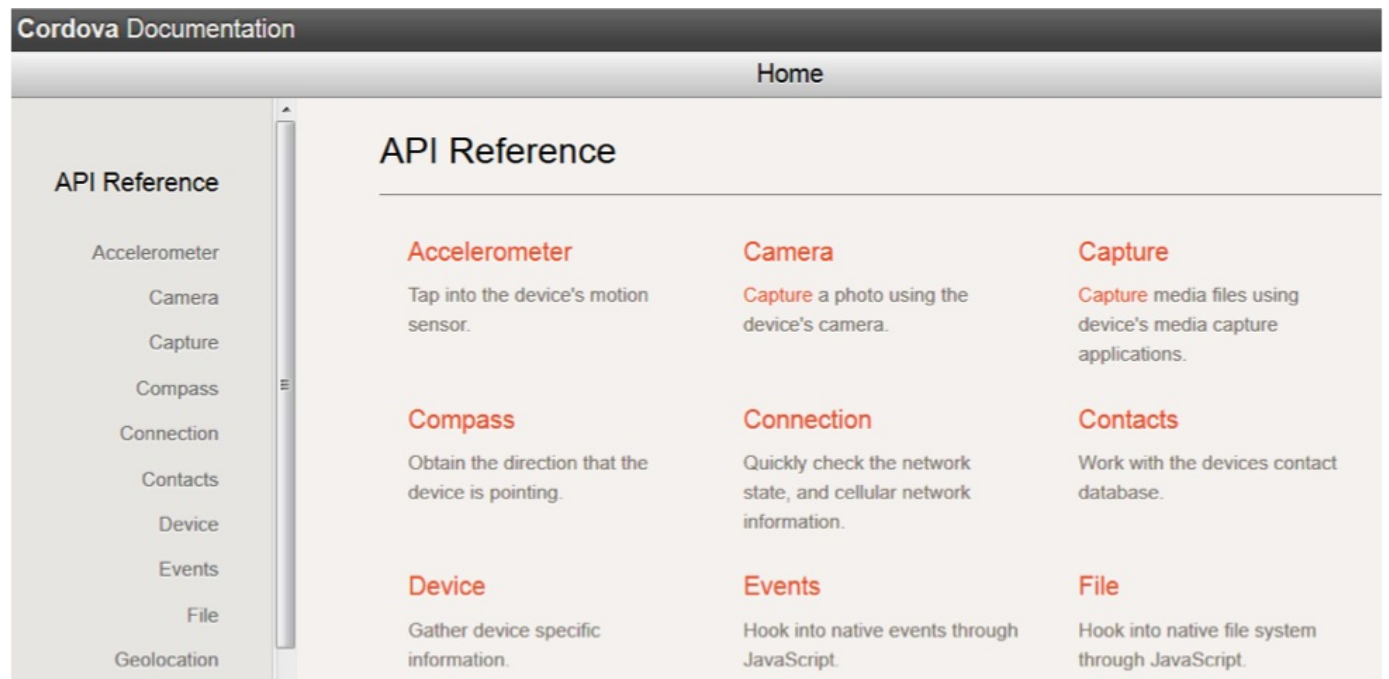 Cordova Documentation
Home
API Reference
Accelerometer
Camera
Capture
Compass
Connection
Contacts
Device
Events
File
Geolocation
API Reference
Accelerometer
Tap into the device's motion
sensor.
Camera
Capture a photo using the
device's camera.
Capture
Capture media files using
device's media capture
applications.
Compass
Obtain the direction that the
device is pointing.
Connection
Quickly check the network
state, and cellular network
information.
Contacts
Work with the devices contact
database.
Device
Gather device specific
information.
Events
Hook into native events through
JavaScript.
File
Hook into native file system
through JavaScript.